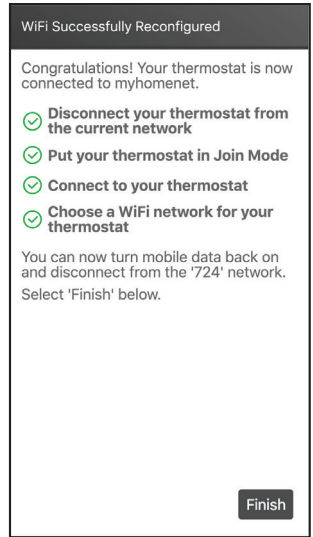 WiFi Successfully Reconfigured
Congratulations! Your thermostat is now
connected to myhomenet.
Disconnect your thermostat from
the current network
Put your thermostat in Join Mode
Connect to your thermostat
Choose a WiFi network for your
thermostat
You can now turn mobile data back on
and disconnect from the '724' network.
Select 'Finish' below.
Finish